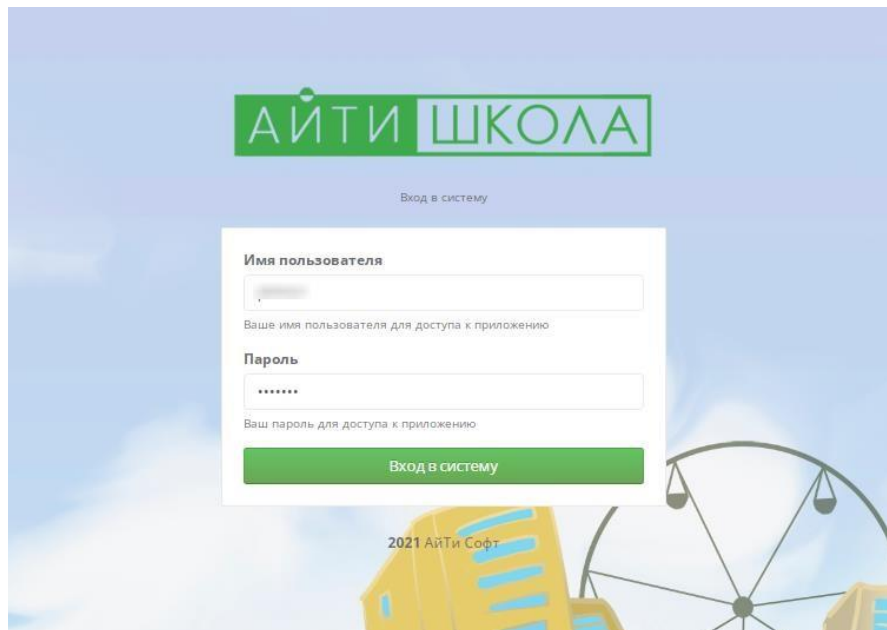 АЙТИ ШКОЛА
Вход в систему
Имя пользователя
Ваше имя пользователя для доступа к приложению
Пароль
•••••••
Ваш пароль для доступа к приложению
Вход в систему
2021 АйТи Софт